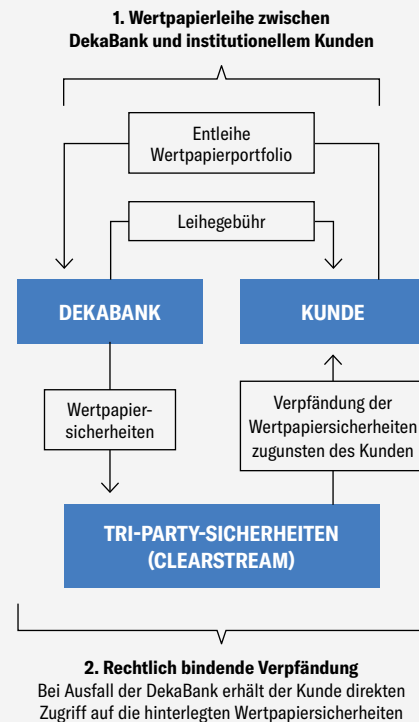 1. Wertpapierleihe zwischen
DekaBank und institutionellem Kunden
Entleihe
Wertpapierportfolio
Leihegebühr
DEKABANK
KUNDE
Wertpapier-
sicherheiten
Verpfändung der
Wertpapiersicherheiten
zugunsten des Kunden
TRI-PARTY-SICHERHEITEN
(CLEARSTREAM)
2. Rechtlich bindende Verpfändung
Bei Ausfall der DekaBank erhält der Kunde direkten
Zugriff auf die hinterlegten Wertpapiersicherheiten